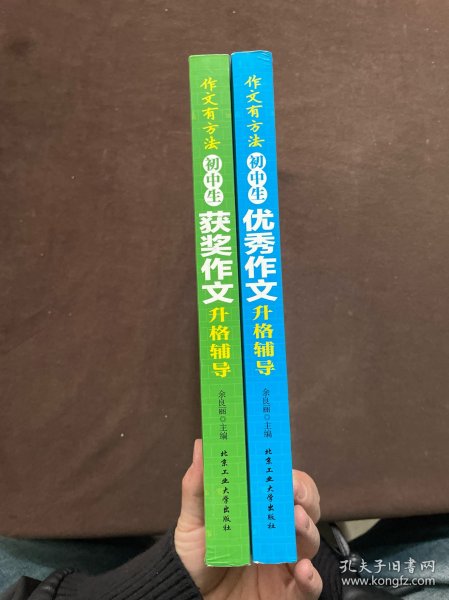 作文有方法
初中生
获奖作文
升格辅导
余良丽◎主编
北京工业大学出版社
作文有方法
初中生
优秀作文
升格辅导
余良丽◎主编
北京工业大学出版社
孔夫子旧书网
www.kongfz.com